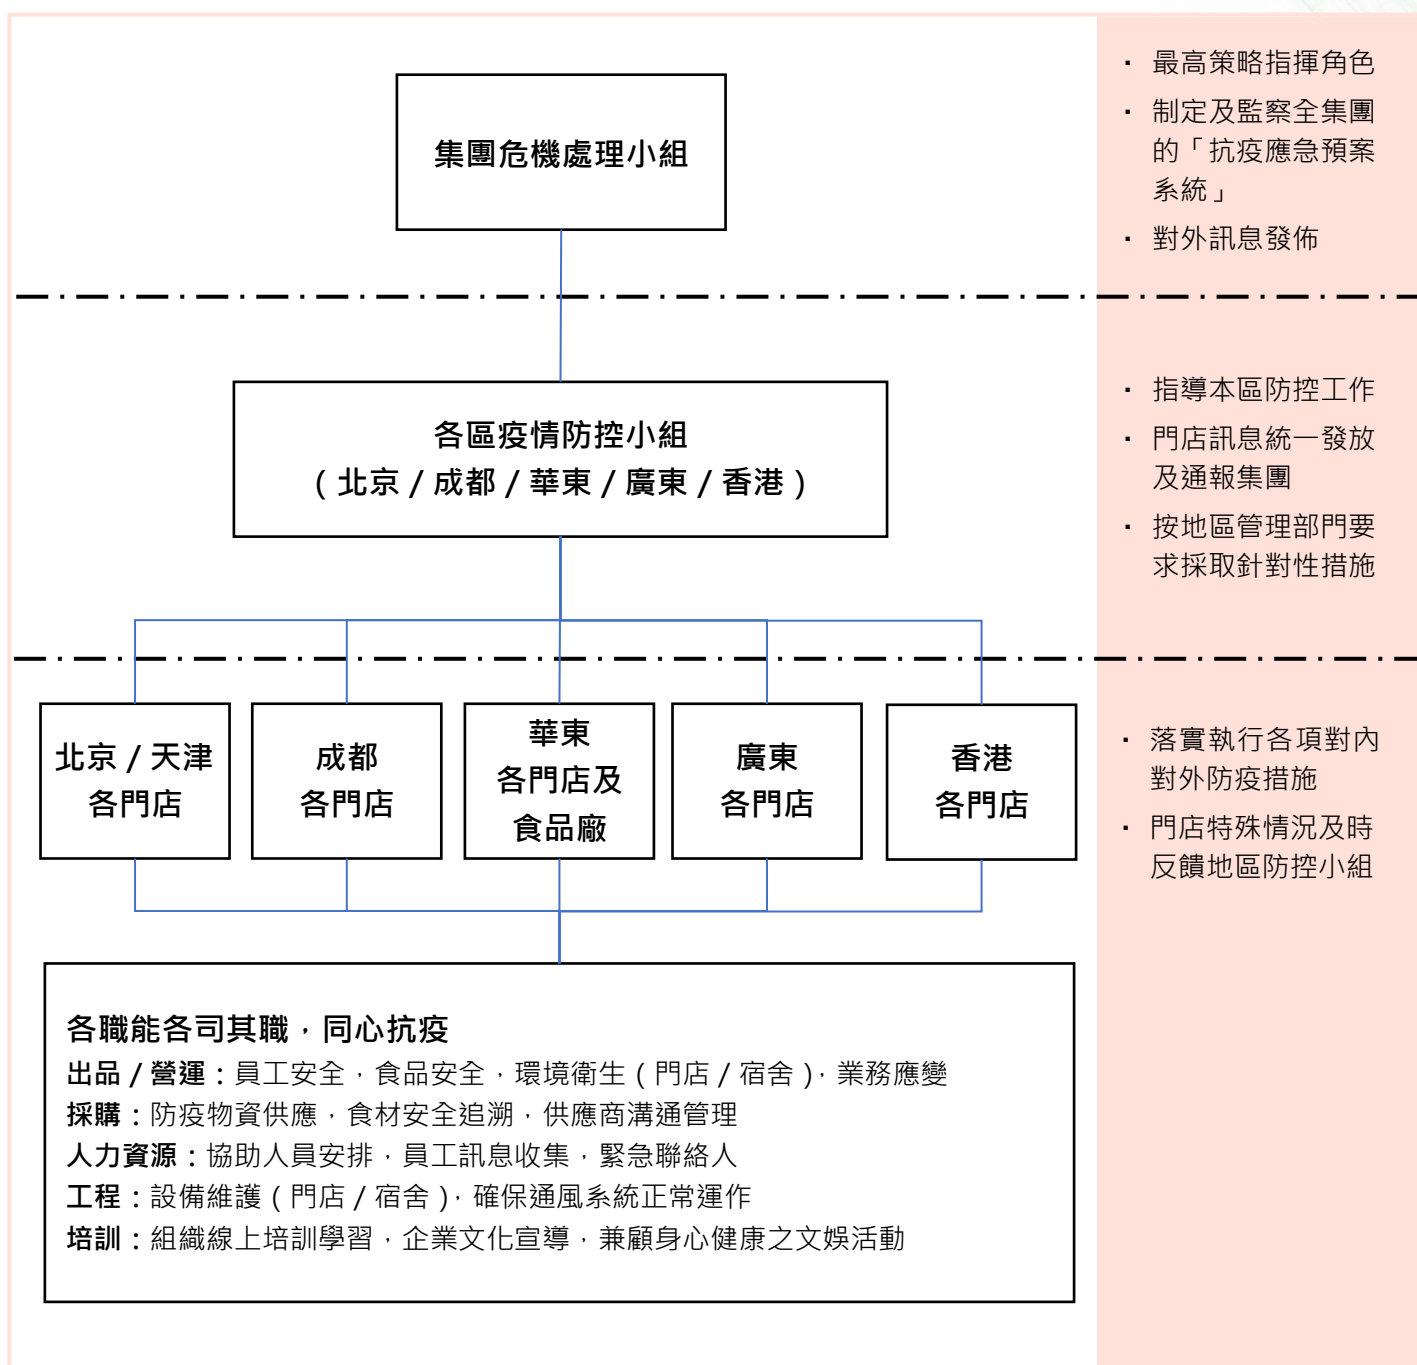 集團危機處理小組
· 最高策略指揮角色
· 制定及監察全集團
的「抗疫應急預案
系統」
· 對外訊息發佈
各區疫情防控小組
(北京/成都/華東/廣東/香港)
· 指導本區防控工作
· 門店訊息統一發放
及通報集團
· 按地區管理部門要
求採取針對性措施
北京/天津
各門店
成都
各門店
華東
各門店及
食品廠
廣東
各門店
香港
各門店
· 落實執行各項對內
對外防疫措施
· 門店特殊情況及時
反饋地區防控小組
各職能各司其職，同心抗疫
出品/營運：員工安全，食品安全，環境衛生(門店/宿舍)，業務應變
採購：防疫物資供應，食材安全追溯，供應商溝通管理
人力資源：協助人員安排，員工訊息收集，緊急聯絡人
工程：設備維護(門店/宿舍)，確保通風系統正常運作
培訓：組織線上培訓學習，企業文化宣導，兼顧身心健康之文娛活動